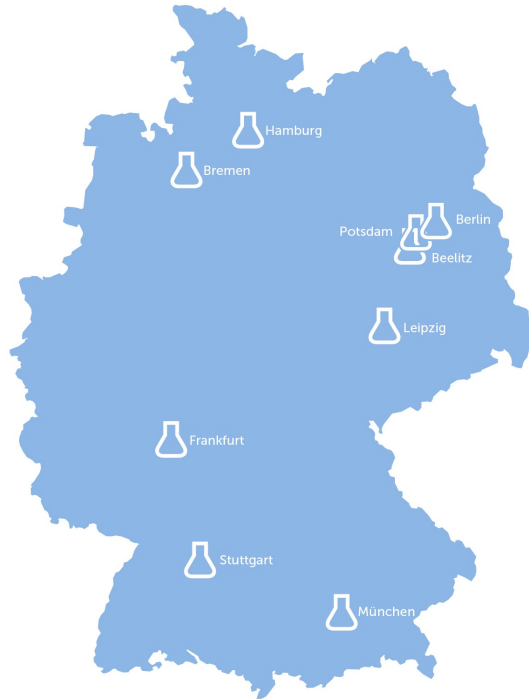 Hamburg
Bremen
Berlin
Potsdam
Beelitz
Leipzig
Frankfurt
Stuttgart
München